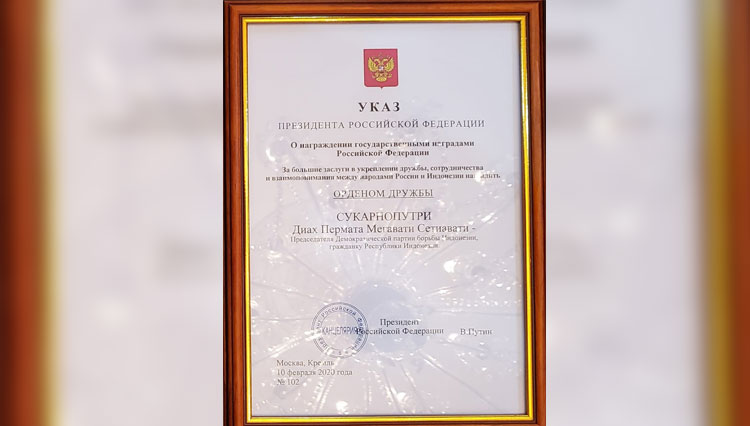 УКАЗ
ПРЕЗИДЕНТА РОССИЙСКОЙ ФЕДЕРАЦИИ
О награждении государственными наградами
Российской Федерации
За большие заслуги в укреплении дружбы, сотрудничества
и взаимопонимания между народами России и Индонезии наградить
ОРДЕНОМ ДРУЖБЫ
СУКАРНОПУТРИ
Диах Пермата Мегавати Сетиавати -
Председателя Демократической партии борьбы Индонезии,
гражданку Республики Индонезия
КАНЦЕЛЯРИЯ
Президент
Российской Федерации В.Путин
Москва, Кремль
10 февраля 2020 года
№ 102